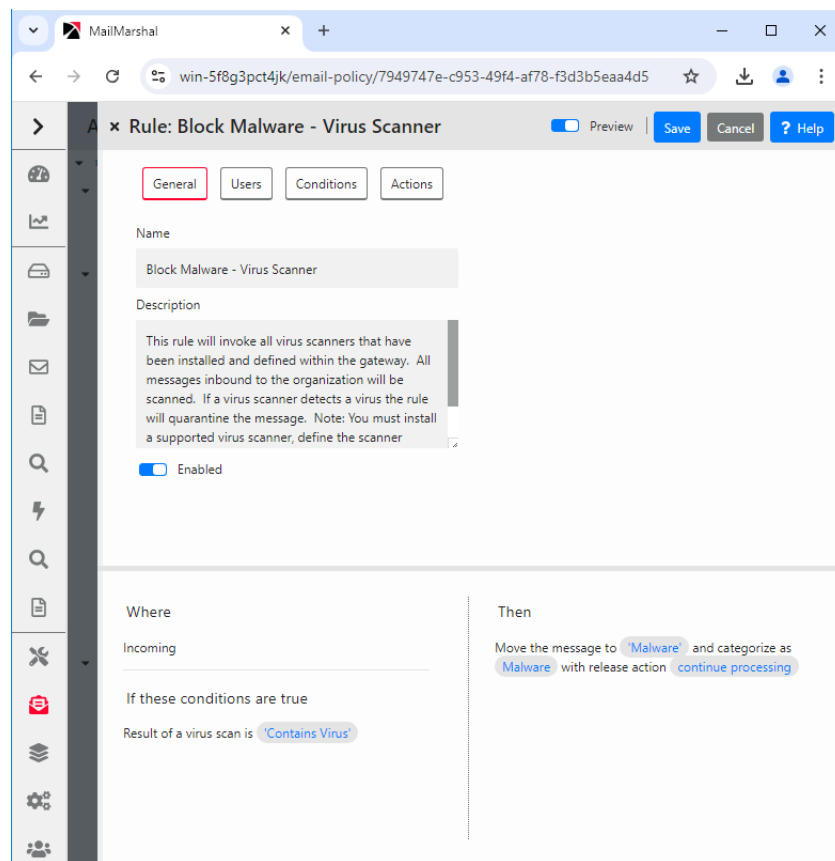 MailMarshal
win-5f8g3pct4jk/email-policy/7949747e-c953-49f4-af78-f3d3b5eaa4d5
A
Rule: Block Malware - Virus Scanner
Preview
Save
Cancel
? Help
General
Users
Conditions
Actions
Name
Block Malware - Virus Scanner
Description
This rule will invoke all virus scanners that have
been installed and defined within the gateway. All
messages inbound to the organization will be
scanned. If a virus scanner detects a virus the rule
will quarantine the message. Note: You must install
a supported virus scanner, define the scanner
Enabled
Where
Incoming
If these conditions are true
Result of a virus scan is 'Contains Virus'
Then
Move the message to 'Malware' and categorize as
Malware with release action continue processing